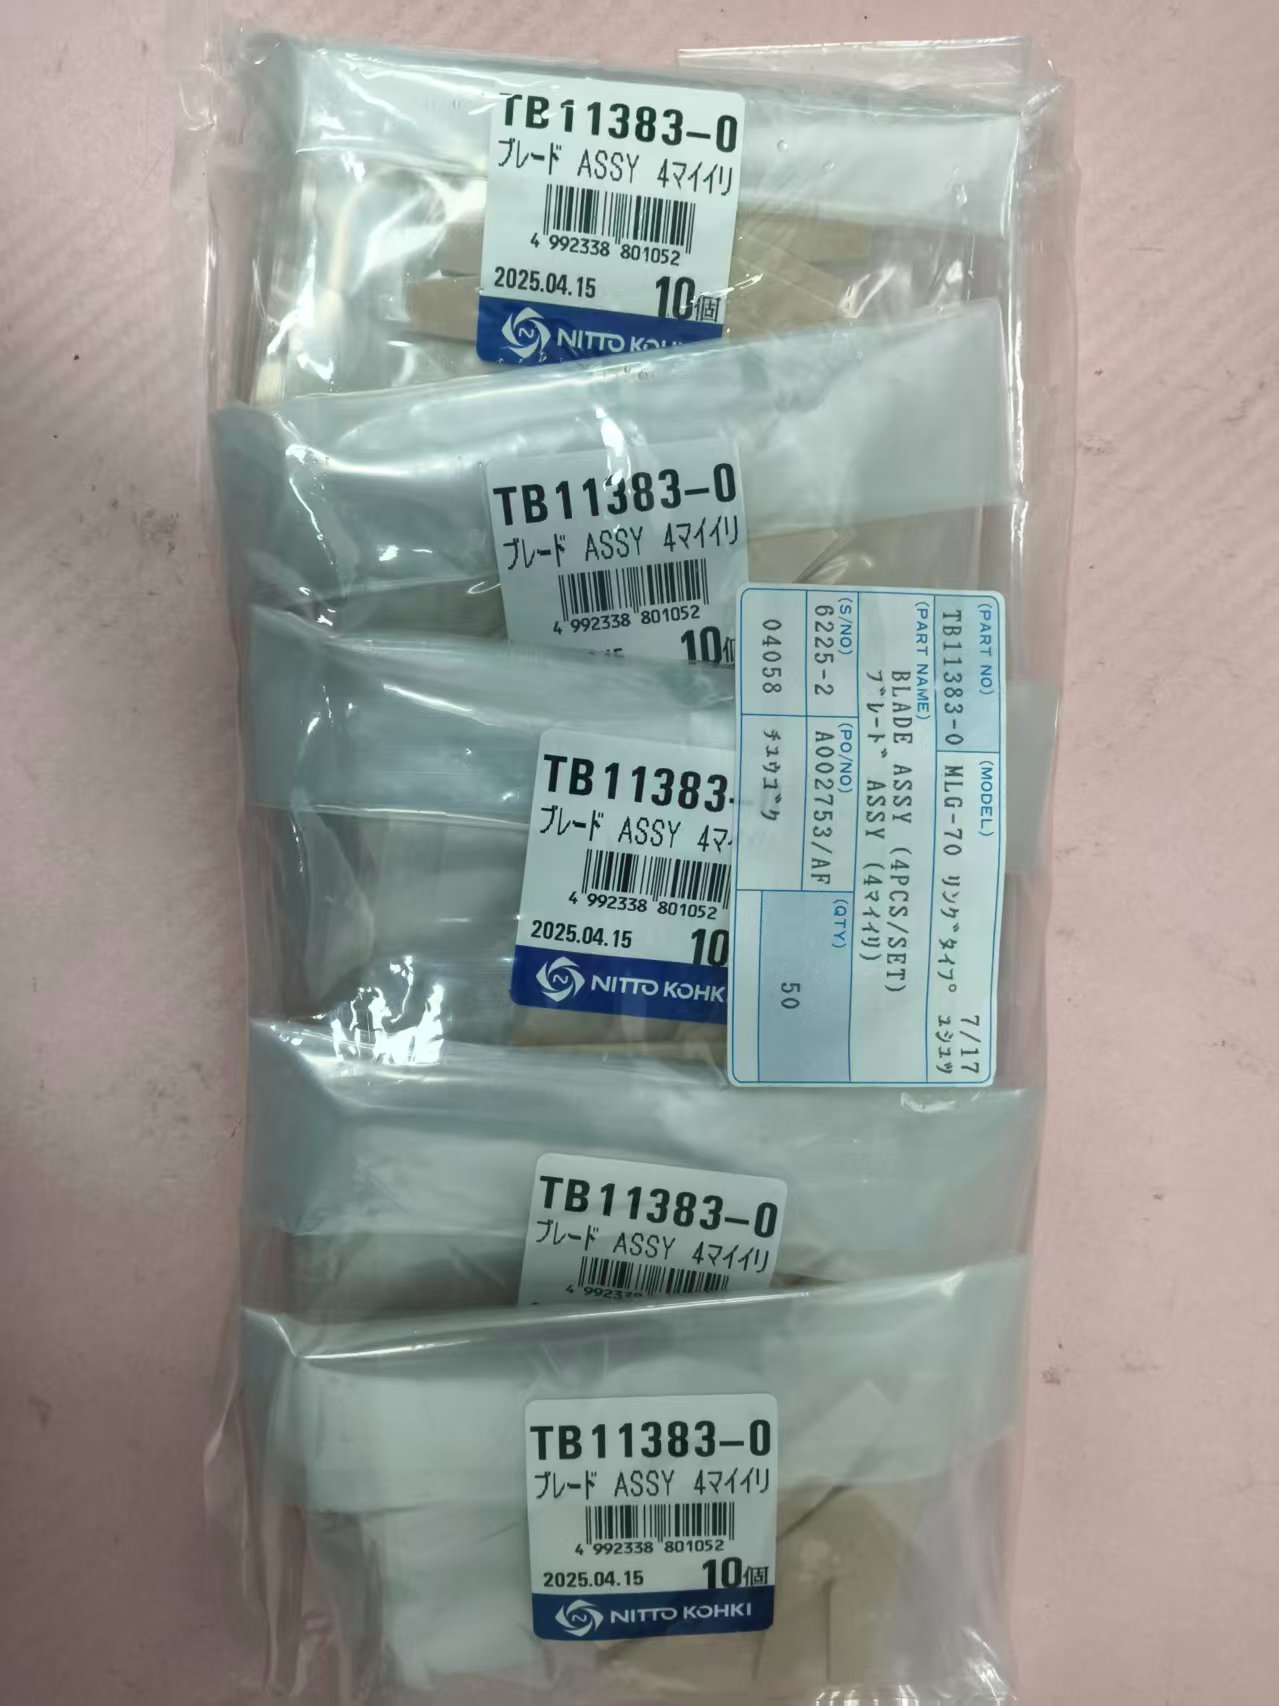 TB11383-0
ブレード ASSY 4マイイリ
4 992338 801052
2025.04.15 10個
NITTO
TB11383-0
ブレード ASSY 4マイイリ
4 992338 801052
10
TB11383-
ブレード ASSY 4マ
4 992338 801052
2025.04.15 10
NITTO KOHK
(PART NO) (MODEL) 7/17
TB11383-0 MLG-70 リング゛タイプ° ユシュツ
(PART NAME)
BLADE ASSY (4PCS/SET)
ブレード゛ ASSY (4マイイリ)
(S/NO) (PO/NO) (QTY)
6225-2 A002753/AF
04058 チュウゴク 50
TB11383-0
ブレード ASSY 4マイイリ
TB11383-0
ブレード ASSY 4マイイリ
4 992338 801052
2025.04.15 10個
NITTO KOHKI